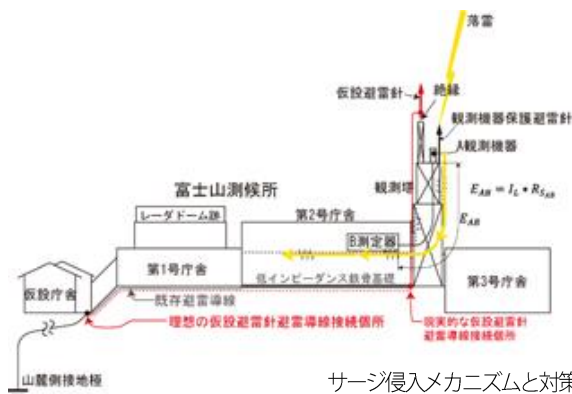 落雷
仮設避雷針
絶縁
観測機器保護避雷針
A観測機器
富士山測候所
観測塔
E_AB = I_L * R_S_AB
E_AB
レーダドーム跡
第2号庁舎
B測定器
第1号庁舎
低インピーダンス鉄骨基礎
第3号庁舎
仮設庁舎
既存避雷導線
理想の仮設避雷針避雷導線接続個所
現実的な仮設避雷針
避雷導線接続個所
山麓側接地極
サージ侵入メカニズムと対策